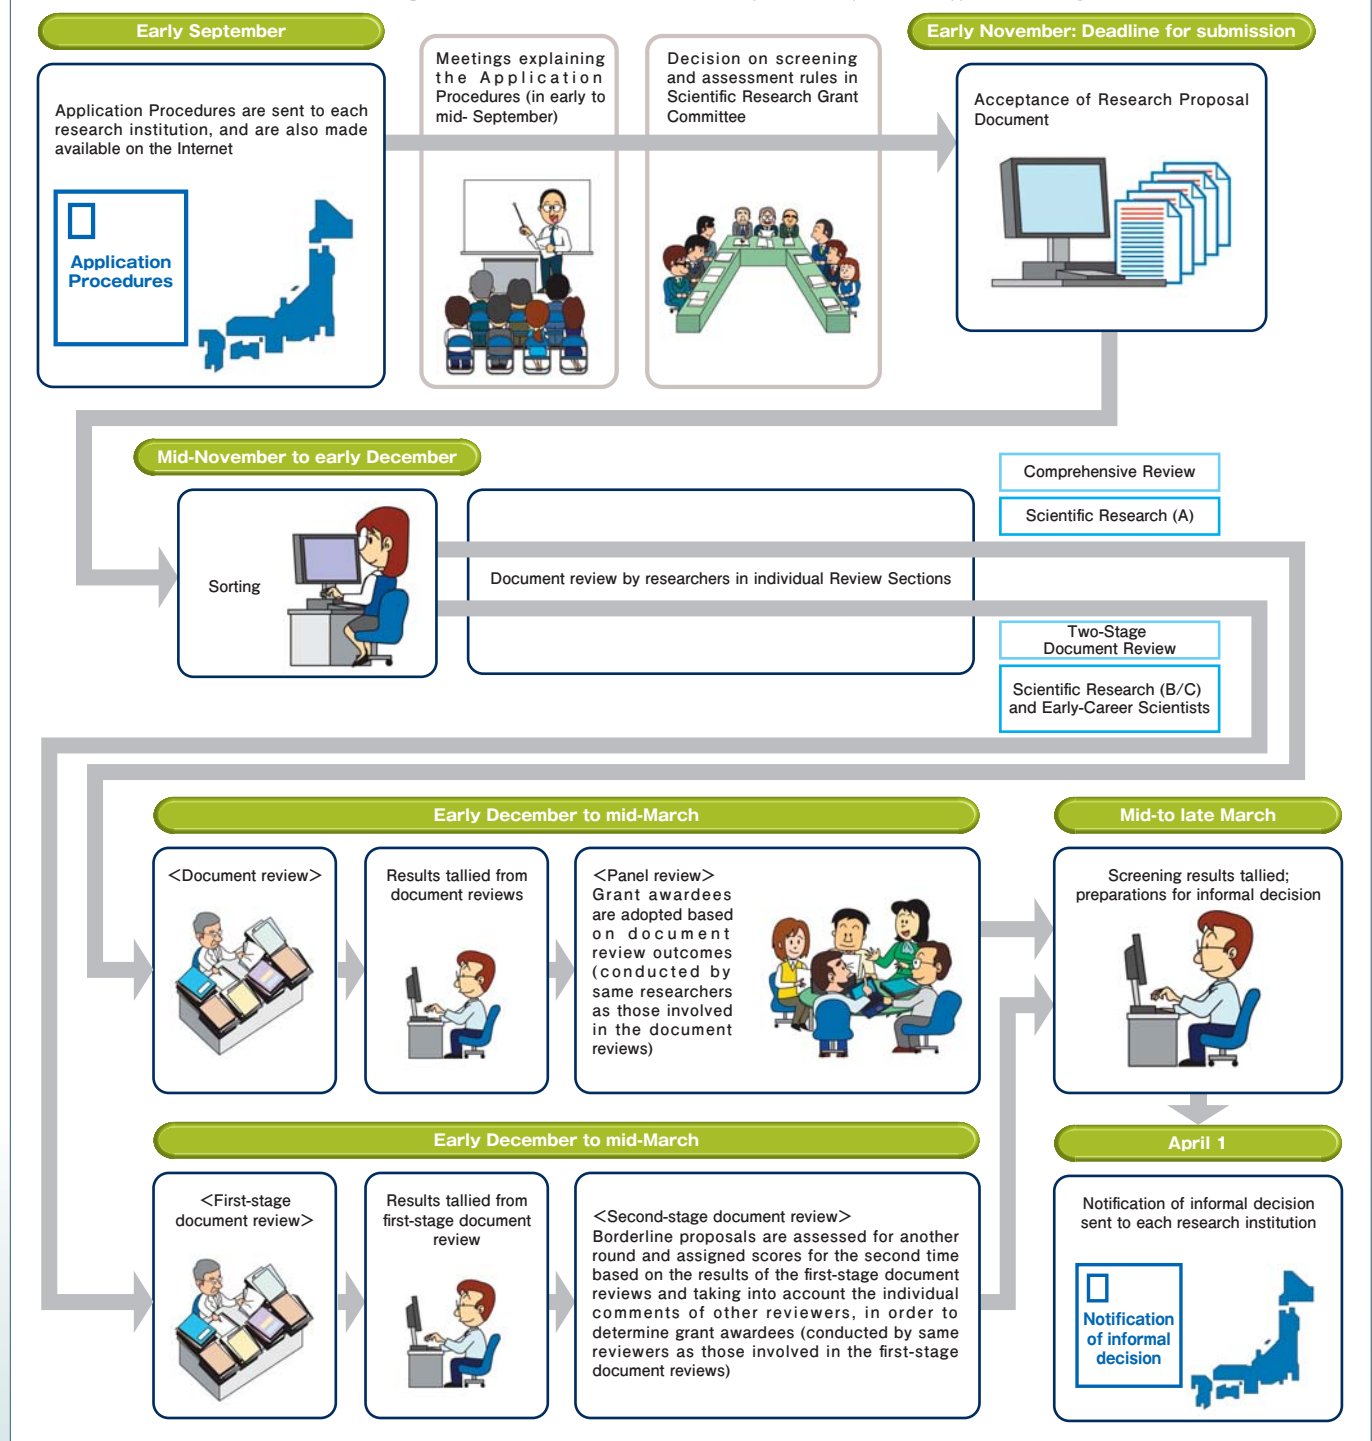 Early September
Application Procedures are sent to each
research institution, and are also made
available on the Internet
Application
Procedures
Meetings explaining
the Application
Procedures (in early to
mid- September)
Decision on screening
and assessment rules in
Scientific Research Grant
Committee
Early November: Deadline for submission
Acceptance of Research Proposal
Document
Mid-November to early December
Sorting
Document review by researchers in individual Review Sections
Comprehensive Review
Scientific Research (A)
Two-Stage
Document Review
Scientific Research (B/C)
and Early-Career Scientists
Early December to mid-March
<Document review>
Results tallied from
document reviews
<Panel review>
Grant awardees
are adopted based
on document
review outcomes
(conducted by
same researchers
as those involved
in the document
reviews)
Mid-to late March
Screening results tallied;
preparations for informal decision
Early December to mid-March
<First-stage
document review>
Results tallied from
first-stage document
review
<Second-stage document review>
Borderline proposals are assessed for another
round and assigned scores for the second time
based on the results of the first-stage document
reviews and taking into account the individual
comments of other reviewers, in order to
determine grant awardees (conducted by same
reviewers as those involved in the first-stage
document reviews)
April 1
Notification of informal decision
sent to each research institution
Notification
of informal
decision